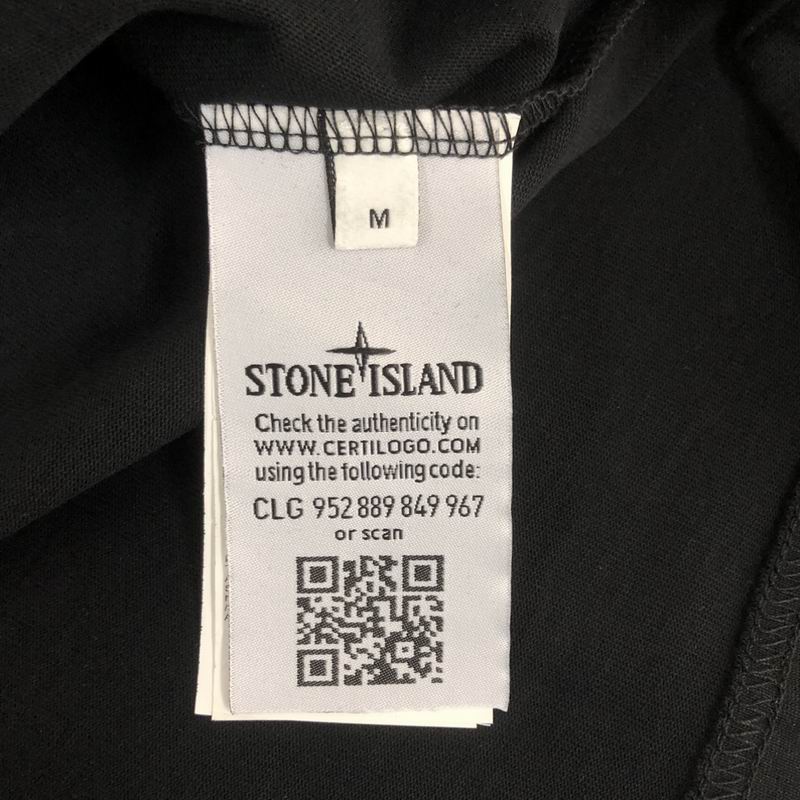 M
STONE ISLAND
Check the authenticity on
WWW.CERTILOGO.COM
using the following code:
CLG 952 889 849 967
or scan